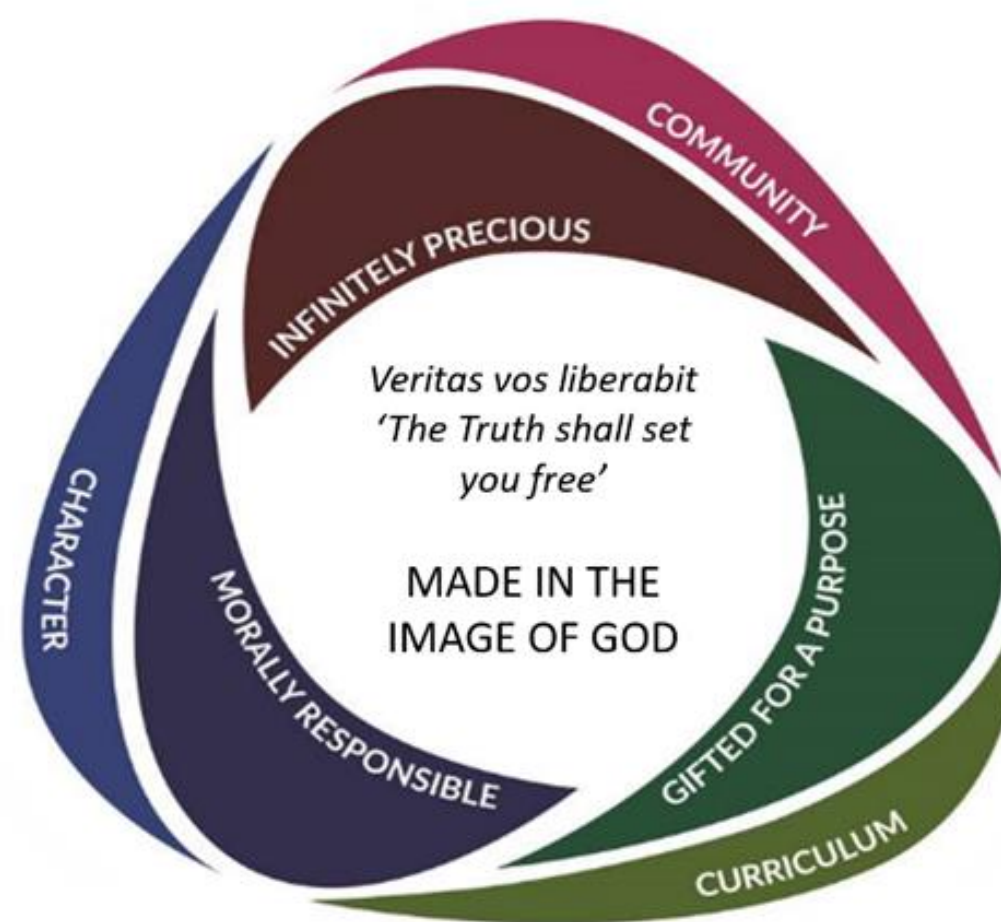 COMMUNITY
INFINITELY PRECIOUS
Veritas vos liberabit
‘The Truth shall set
you free’
MADE IN THE
IMAGE OF GOD
CHARACTER
MORALLY RESPONSIBLE
GIFTED FOR A PURPOSE
CURRICULUM